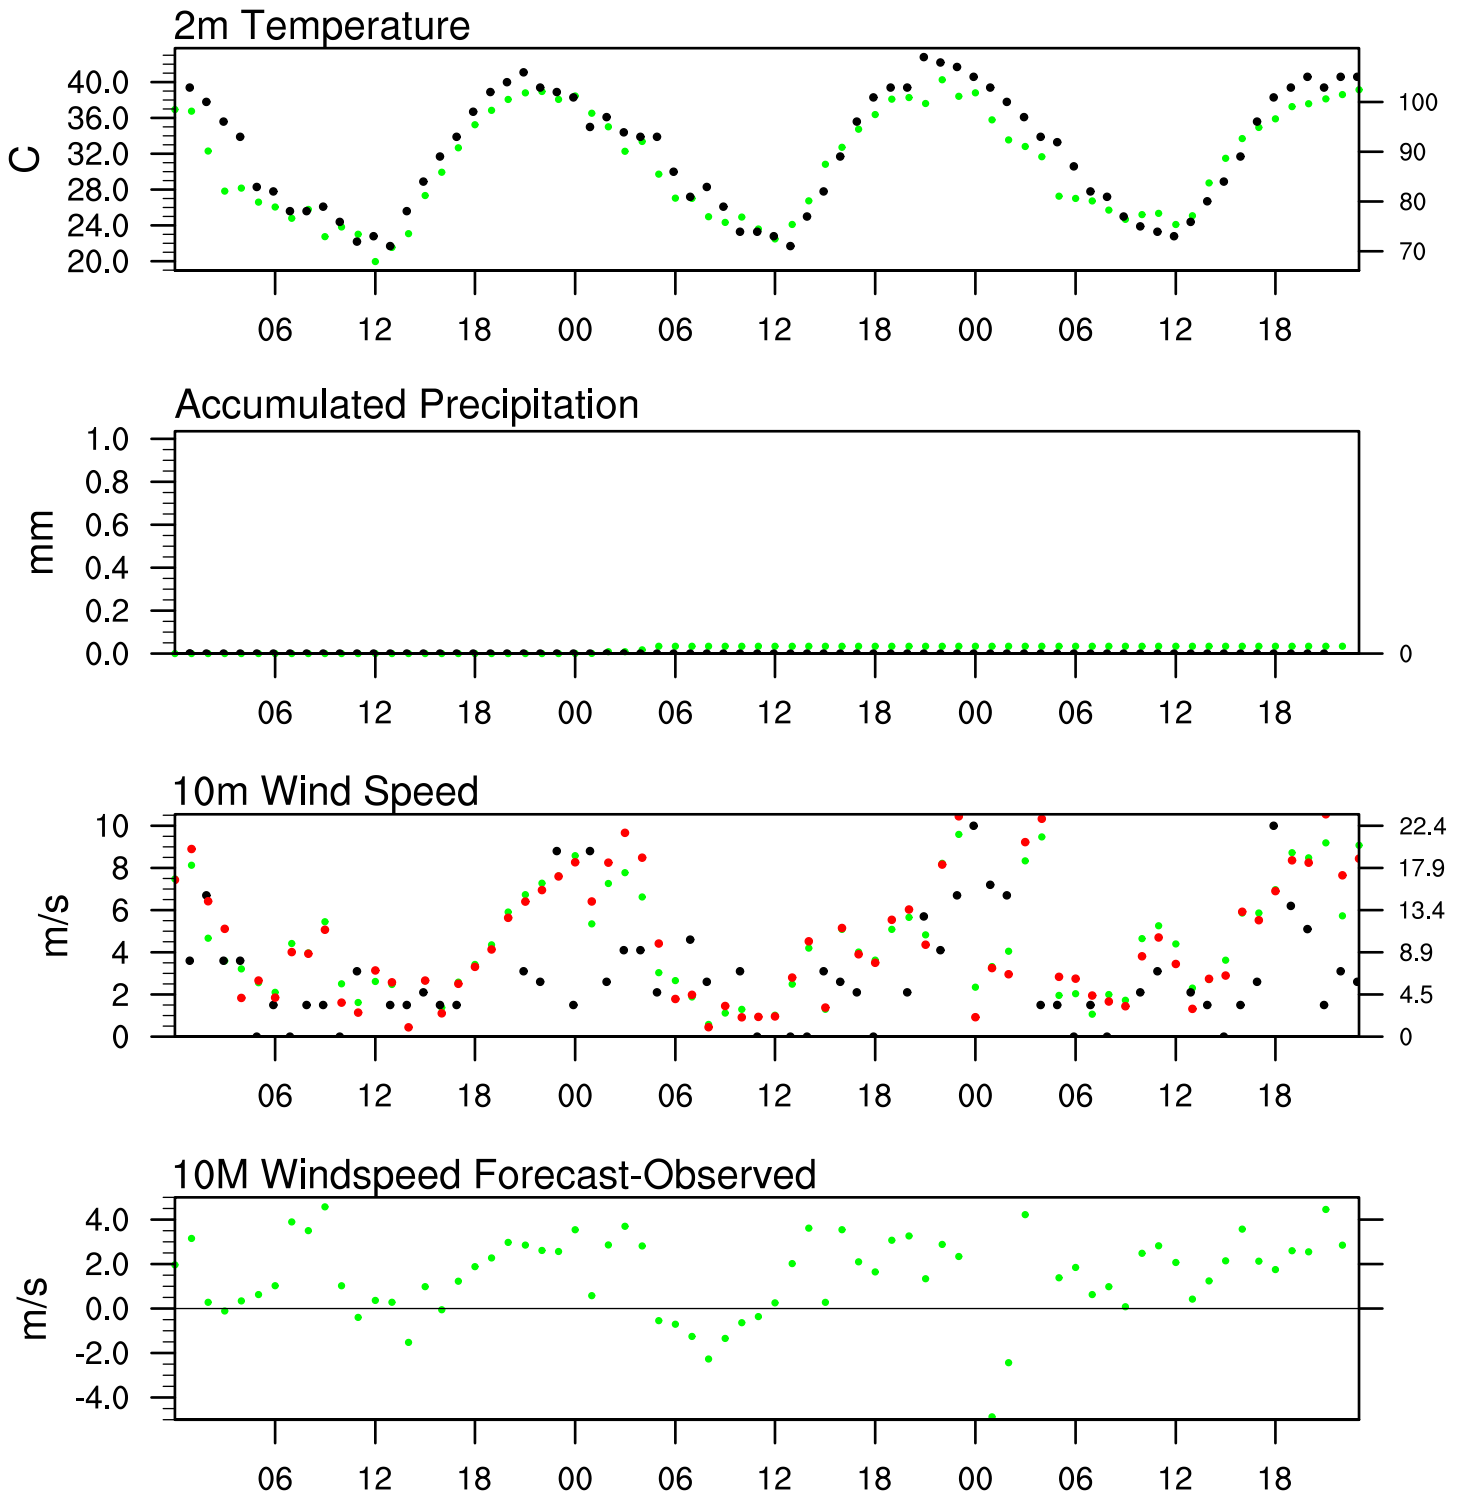 2m Temperature
40.0
36.0
32.0
28.0
24.0
20.0
C
100
90
80
70
06 12 18 00 06 12 18 00 06 12 18
Accumulated Precipitation
1.0
0.8
0.6
0.4
0.2
0.0
mm
0
06 12 18 00 06 12 18 00 06 12 18
10m Wind Speed
10
8
6
4
2
0
m/s
22.4
17.9
13.4
8.9
4.5
0
06 12 18 00 06 12 18 00 06 12 18
10M Windspeed Forecast-Observed
4.0
2.0
0.0
-2.0
-4.0
m/s
06 12 18 00 06 12 18 00 06 12 18